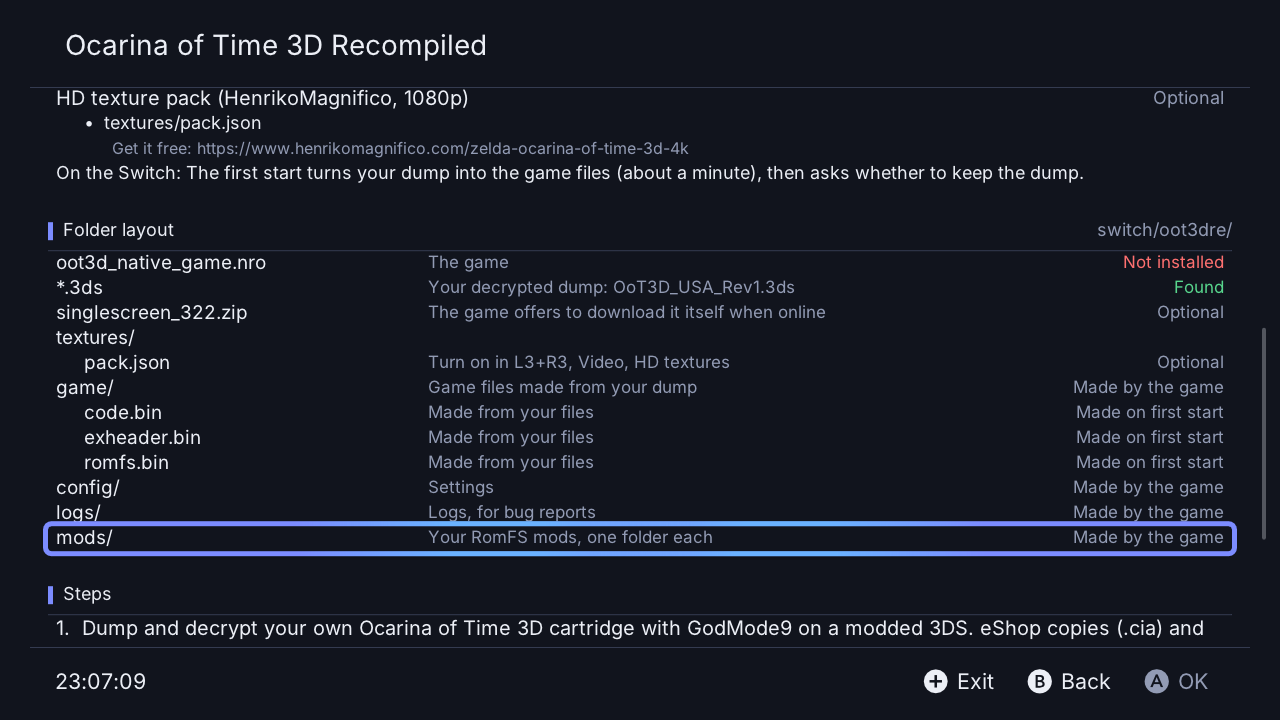 Ocarina of Time 3D Recompiled
HD texture pack (HenrikoMagnifico, 1080p) Optional
• textures/pack.json
Get it free: https://www.henrikomagnifico.com/zelda-ocarina-of-time-3d-4k
On the Switch: The first start turns your dump into the game files (about a minute), then asks whether to keep the dump.
Folder layout switch/oot3dre/
oot3d_native_game.nro The game Not installed
*.3ds Your decrypted dump: OoT3D_USA_Rev1.3ds Found
singlescreen_322.zip The game offers to download it itself when online Optional
textures/
pack.json Turn on in L3+R3, Video, HD textures Optional
game/ Game files made from your dump Made by the game
code.bin Made from your files Made on first start
exheader.bin Made from your files Made on first start
romfs.bin Made from your files Made on first start
config/ Settings Made by the game
logs/ Logs, for bug reports Made by the game
mods/ Your RomFS mods, one folder each Made by the game
Steps
1. Dump and decrypt your own Ocarina of Time 3D cartridge with GodMode9 on a modded 3DS. eShop copies (.cia) and
23:07:09 + Exit B Back A OK